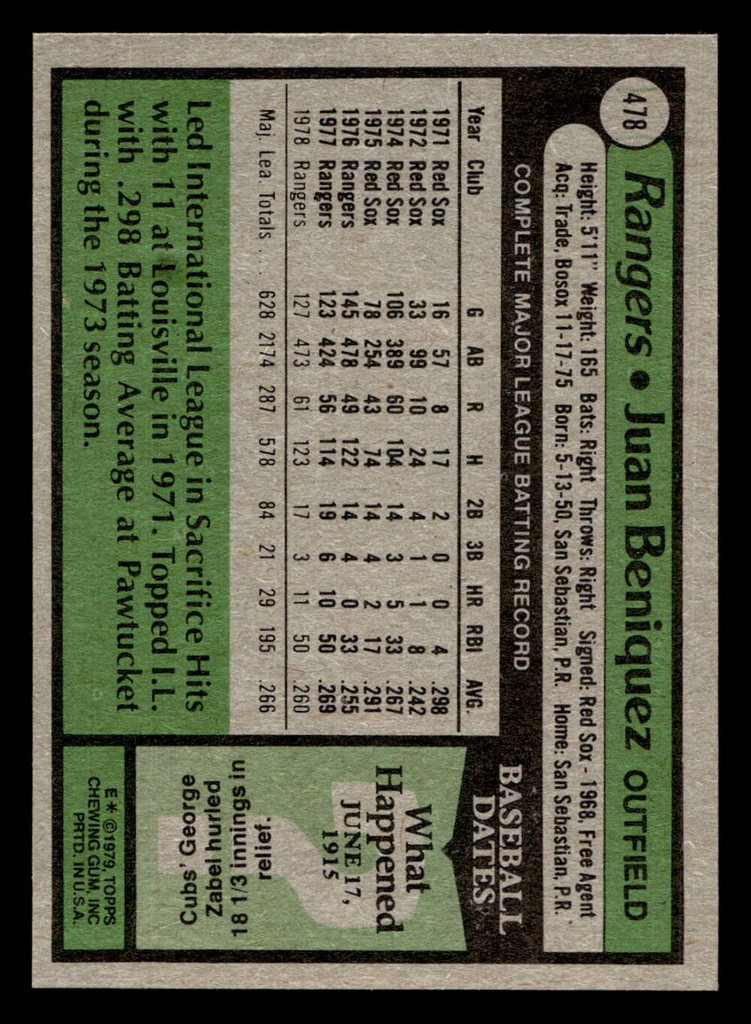 478
Rangers • Juan Beniquez OUTFIELD
Height: 5'11" Weight: 165 Bats: Right Throws: Right Signed: Red Sox - 1968, Free Agent
Acq: Trade, Bosox 11-17-75 Born: 5-13-50, San Sebastian, P.R. Home: San Sebastian, P.R.
COMPLETE MAJOR LEAGUE BATTING RECORD
Year Club G AB R H 2B 3B HR RBI AVG.
1971 Red Sox 16 57 8 17 2 0 0 4 .298
1972 Red Sox 33 99 10 24 4 1 1 8 .242
1974 Red Sox 106 389 60 104 14 3 5 33 .267
1975 Red Sox 78 254 43 74 14 4 2 17 .291
1976 Rangers 145 478 49 122 14 4 0 33 .255
1977 Rangers 123 424 56 114 19 6 10 50 .269
1978 Rangers 127 473 61 123 17 3 11 50 .260
Maj. Lea. Totals . . . 628 2174 287 578 84 21 29 195 .266
Led International League in Sacrifice Hits
with 11 at Louisville in 1971. Topped I.L.
with .298 Batting Average at Pawtucket
during the 1973 season.
BASEBALL
DATES
What
Happened
JUNE 17,
1915
Cubs, George
Zabel hurled
18 1/3 innings in
relief.
E* ©1979, TOPPS
CHEWING GUM, INC
PRTD. IN U.S.A.